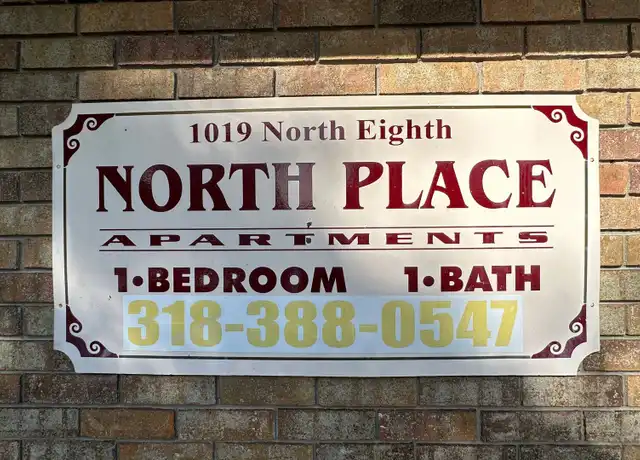 1019 North Eighth
NORTH PLACE
APARTMENTS
1•BEDROOM 1•BATH
318-388-0547